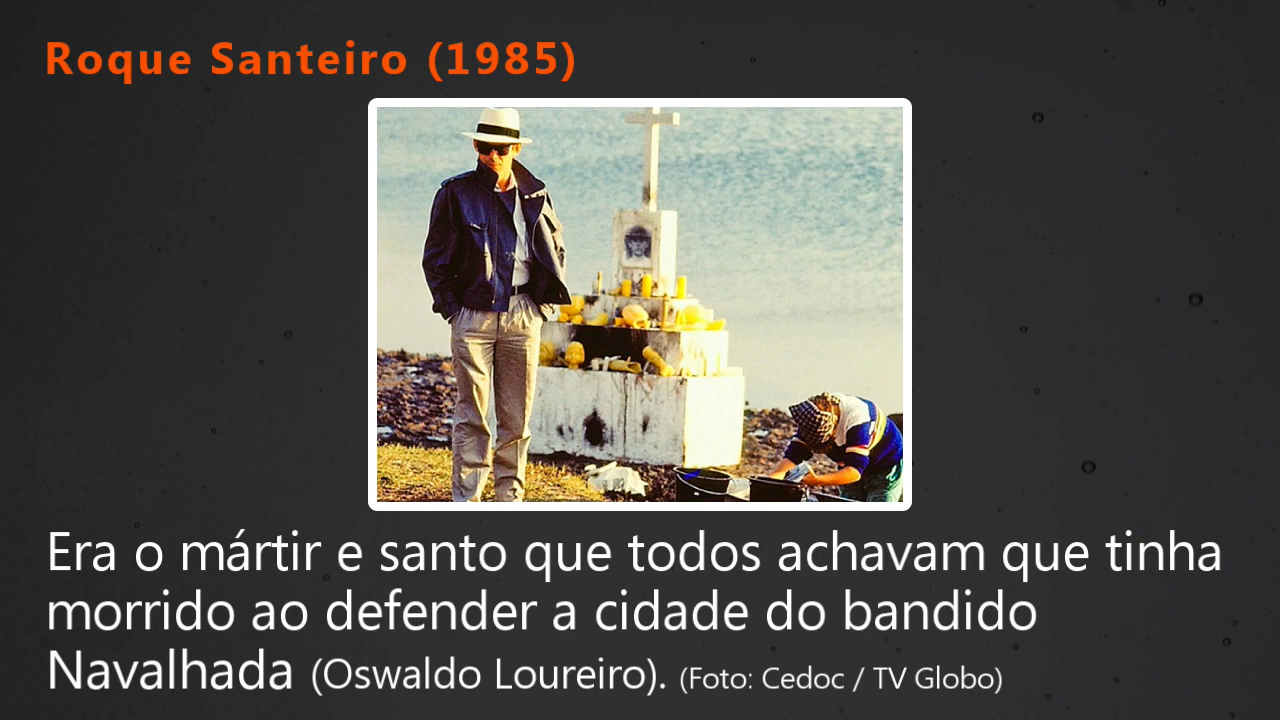 Roque Santeiro (1985)
Era o mártir e santo que todos achavam que tinha
morrido ao defender a cidade do bandido
Navalhada (Oswaldo Loureiro). (Foto: Cedoc / TV Globo)